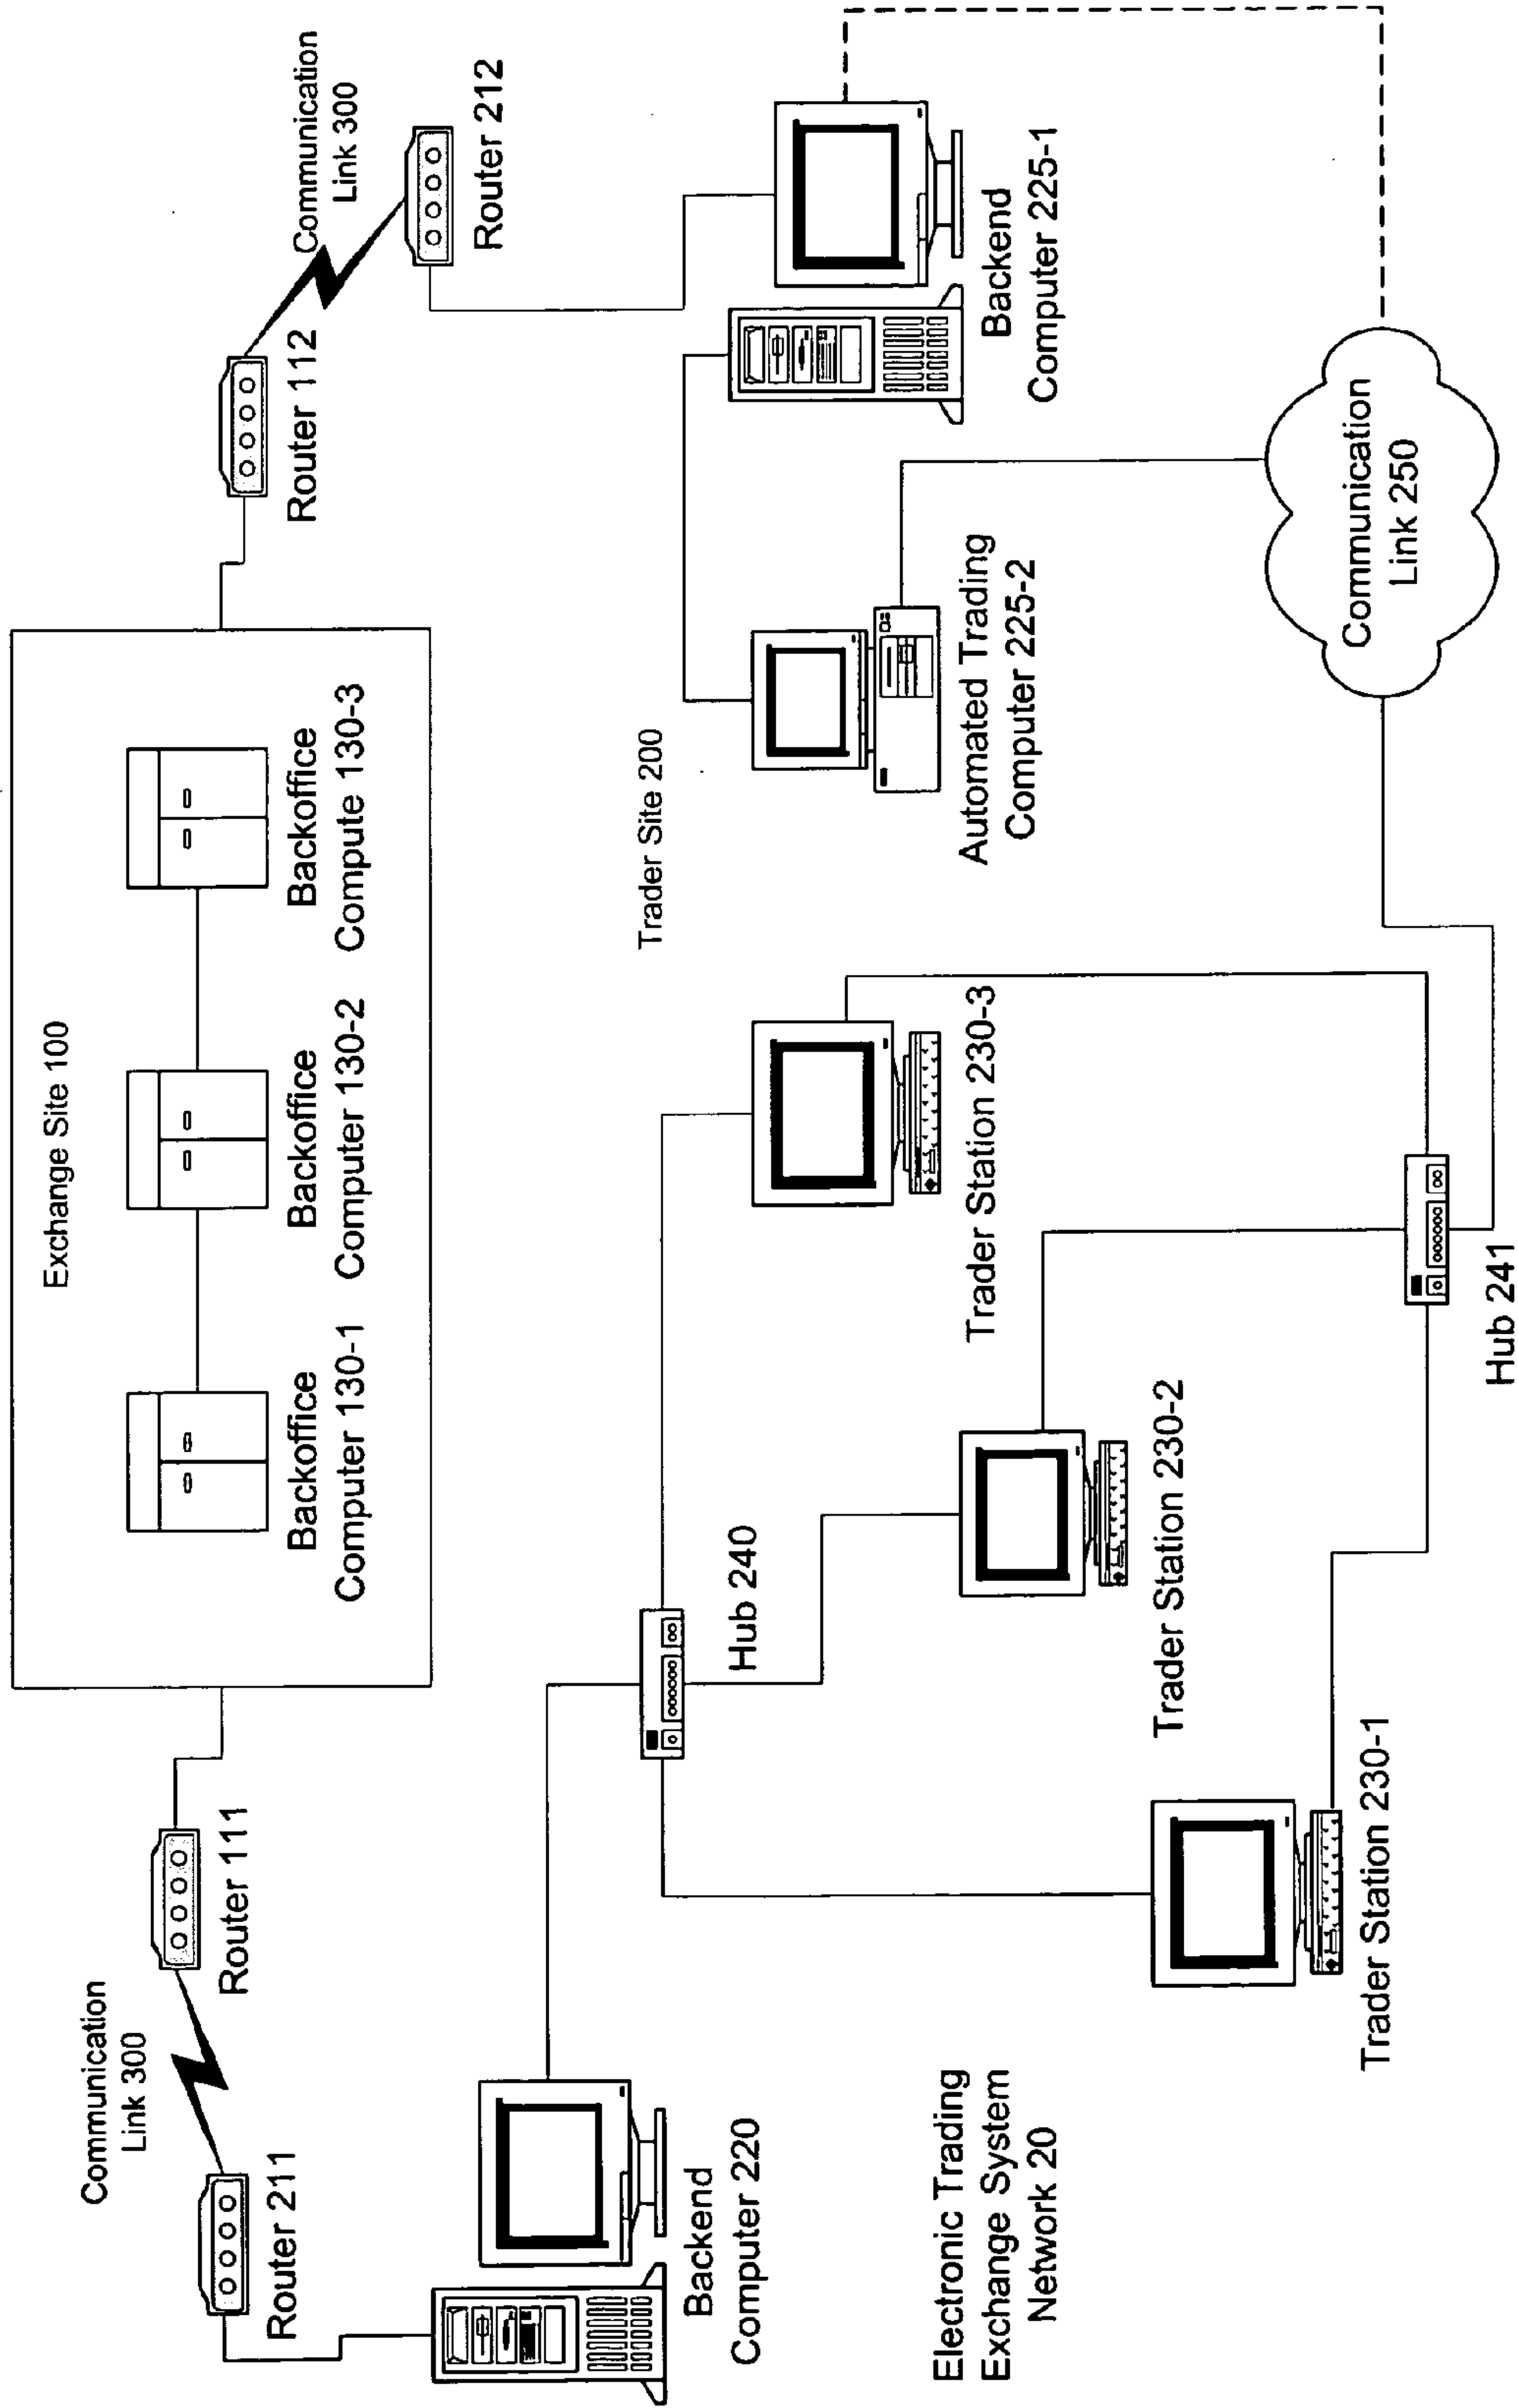 Exchange Site 100
Backoffice
Computer 130-1
Backoffice
Computer 130-2
Backoffice
Compute 130-3
Communication
Link 300
Router 211
Router 111
Router 112
Communication
Link 300
Router 212
Backend
Computer 220
Hub 240
Trader Site 200
Backend
Computer 225-1
Automated Trading
Computer 225-2
Trader Station 230-3
Trader Station 230-2
Trader Station 230-1
Electronic Trading
Exchange System
Network 20
Hub 241
Communication
Link 250